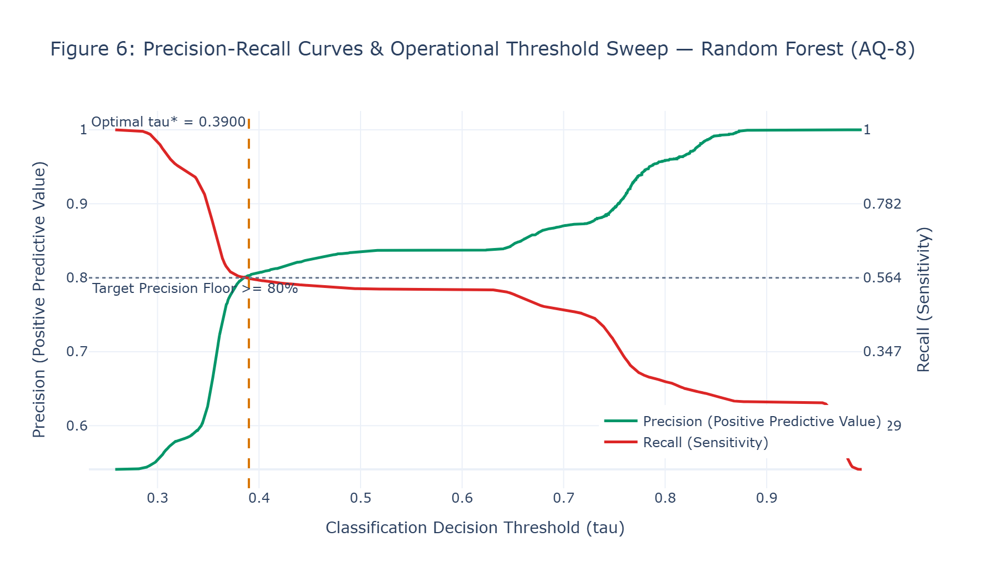 Figure 6: Precision-Recall Curves & Operational Threshold Sweep — Random Forest (AQ-8)
Optimal tau* = 0.3900
1
0.9
0.8
0.7
0.6
Precision (Positive Predictive Value)
Target Precision Floor >= 80%
1
0.782
0.564
0.347
29
Recall (Sensitivity)
Precision (Positive Predictive Value)
Recall (Sensitivity)
0.3
0.4
0.5
0.6
0.7
0.8
0.9
Classification Decision Threshold (tau)